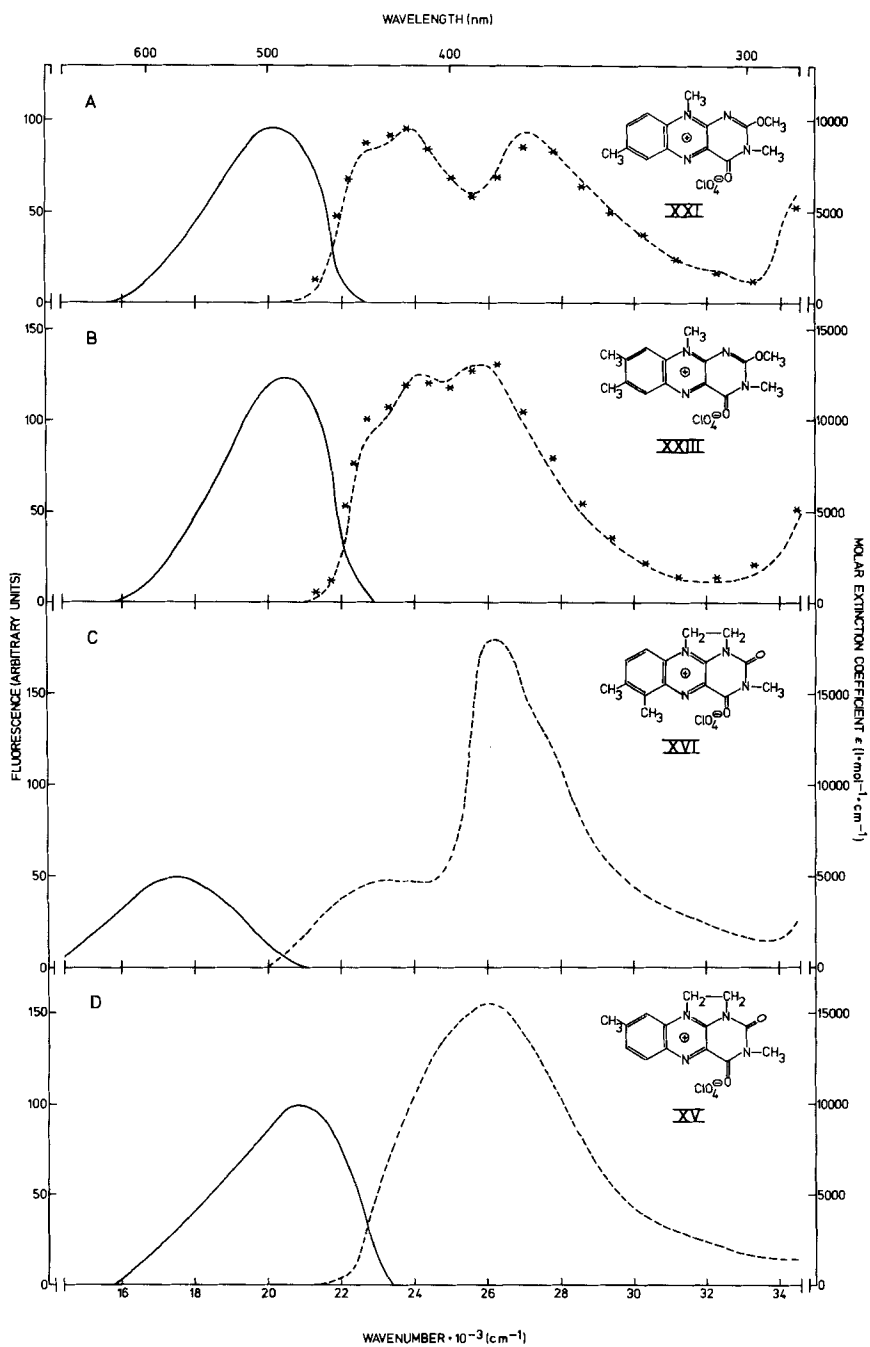 WAVELENGTH (nm)
600 500 400 300
A
100
50
0
10000
5000
0
CH₃
N N OCH₃
⊕
CH₃ N N—CH₃
O
ClO₄⊖
XXI
B
150
100
50
0
15000
10000
5000
0
CH₃
CH₃ N N OCH₃
⊕
CH₃ N N—CH₃
O
ClO₄⊖
XXIII
C
150
100
50
0
15000
10000
5000
0
CH₂—CH₂
N N O
⊕
CH₃ N N—CH₃
CH₃ O
ClO₄⊖
XVI
D
150
100
50
0
15000
10000
5000
0
CH₂—CH₂
CH₃ N N O
⊕
N N—CH₃
O
ClO₄⊖
XV
FLUORESCENCE (ARBITRARY UNITS)
MOLAR EXTINCTION COEFFICIENT ε (l•mol⁻¹•cm⁻¹)
16 18 20 22 24 26 28 30 32 34
WAVENUMBER • 10⁻³ (cm⁻¹)